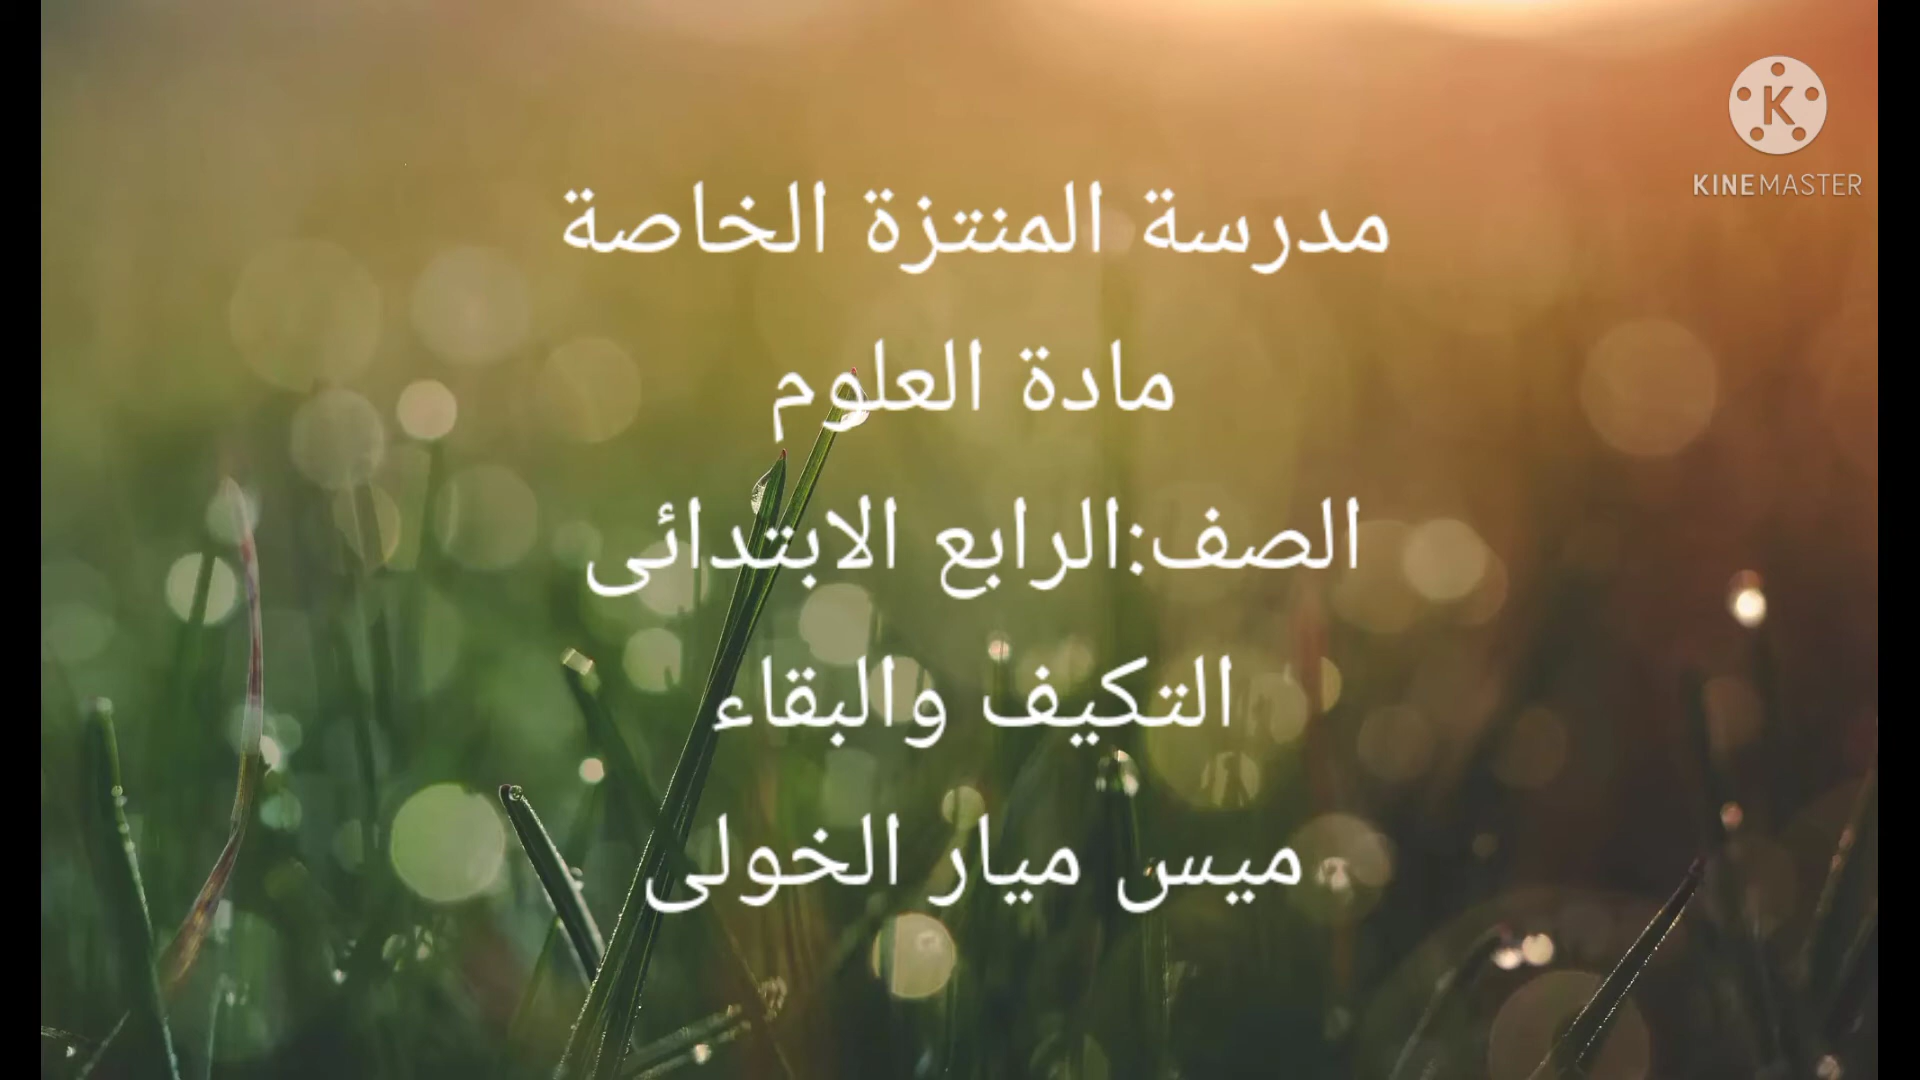 KINEMASTER
مدرسة المنتزة الخاصة
مادة العلوم
الصف:الرابع الابتدائى
التكيف والبقاء
ميس ميار الخولى